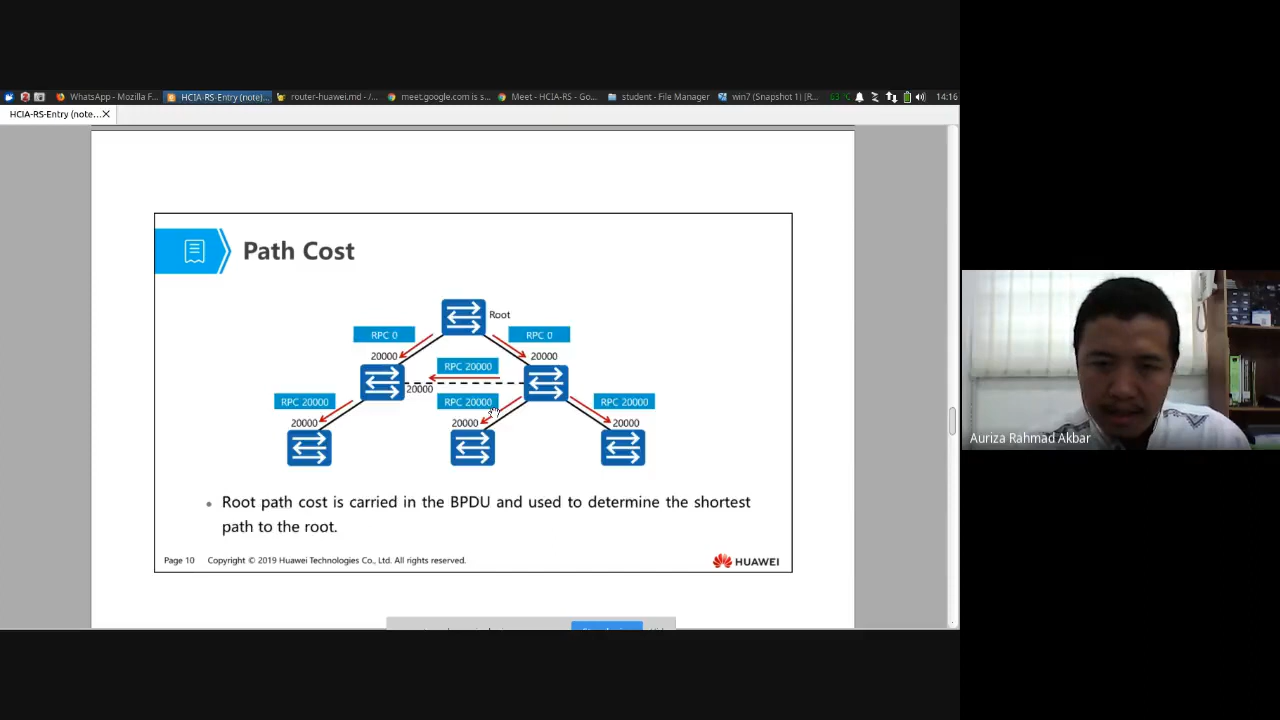 WhatsApp - Mozilla F...
HCIA-RS-Entry (note)...
router-huawei.md - /...
meet.google.com is s...
Meet - HCIA-RS - Go...
student - File Manager
win7 (Snapshot 1) [R...
63°C
14:16
HCIA-RS-Entry (note...
Path Cost
Root
RPC 0
RPC 0
20000
20000
RPC 20000
20000
RPC 20000
RPC 20000
RPC 20000
20000
20000
20000
Root path cost is carried in the BPDU and used to determine the shortest
path to the root.
Page 10
Copyright © 2019 Huawei Technologies Co., Ltd. All rights reserved.
HUAWEI
Auriza Rahmad Akbar